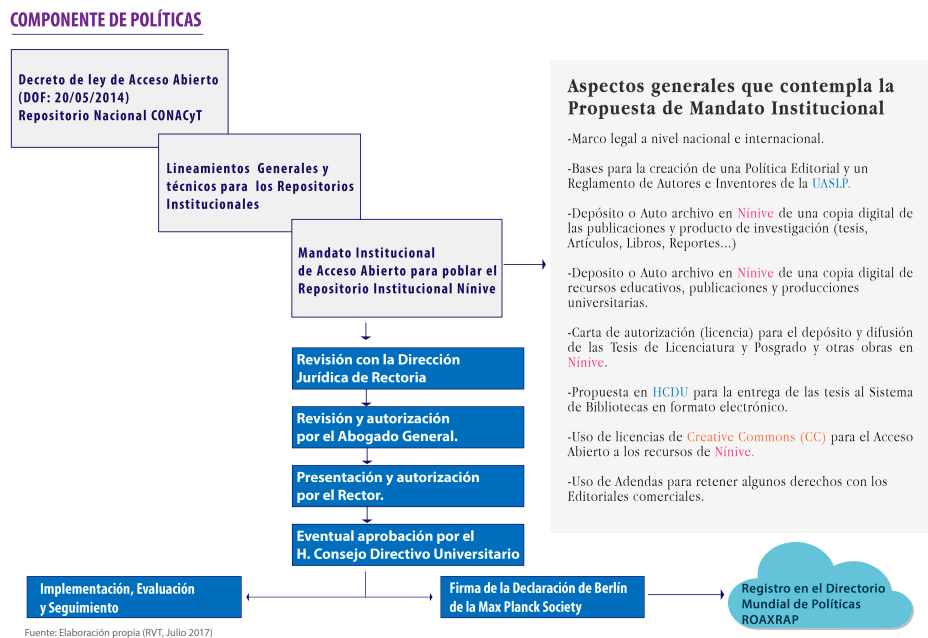 COMPONENTE DE POLÍTICAS
Decreto de ley de Acceso Abierto
(DOF: 20/05/2014)
Repositorio Nacional CONACyT
Lineamientos Generales y
técnicos para los Repositorios
Institucionales
Mandato Institucional
de Acceso Abierto para poblar el
Repositorio Institucional Nínive
Revisión con la Dirección
Jurídica de Rectoria
Revisión y autorización
por el Abogado General.
Presentación y autorización
por el Rector.
Eventual aprobación por el
H. Consejo Directivo Universitario
Implementación, Evaluación
y Seguimiento
Firma de la Declaración de Berlín
de la Max Planck Society
Registro en el Directorio
Mundial de Políticas
ROAXRAP
Aspectos generales que contempla la
Propuesta de Mandato Institucional
-Marco legal a nivel nacional e internacional.
-Bases para la creación de una Política Editorial y un
Reglamento de Autores e Inventores de la UASLP.
-Depósito o Auto archivo en Nínive de una copia digital de
las publicaciones y producto de investigación (tesis,
Artículos, Libros, Reportes...)
-Deposito o Auto archivo en Nínive de una copia digital de
recursos educativos, publicaciones y producciones
universitarias.
-Carta de autorización (licencia) para el depósito y difusión
de las Tesis de Licenciatura y Posgrado y otras obras en
Nínive.
-Propuesta en HCDU para la entrega de las tesis al Sistema
de Bibliotecas en formato electrónico.
-Uso de licencias de Creative Commons (CC) para el Acceso
Abierto a los recursos de Nínive.
-Uso de Adendas para retener algunos derechos con los
Editoriales comerciales.
Fuente: Elaboración propia (RVT, Julio 2017)